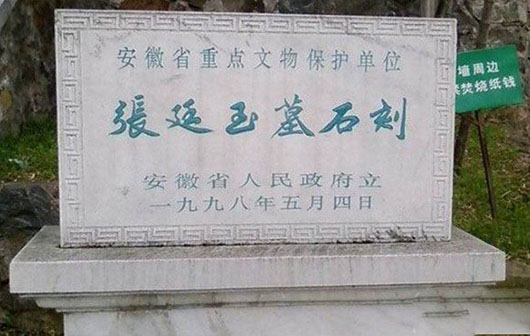 安徽省重点文物保护单位
張廷玉墓石刻
安徽省人民政府立
一九九八年五月四日
墙周边
焚烧纸钱